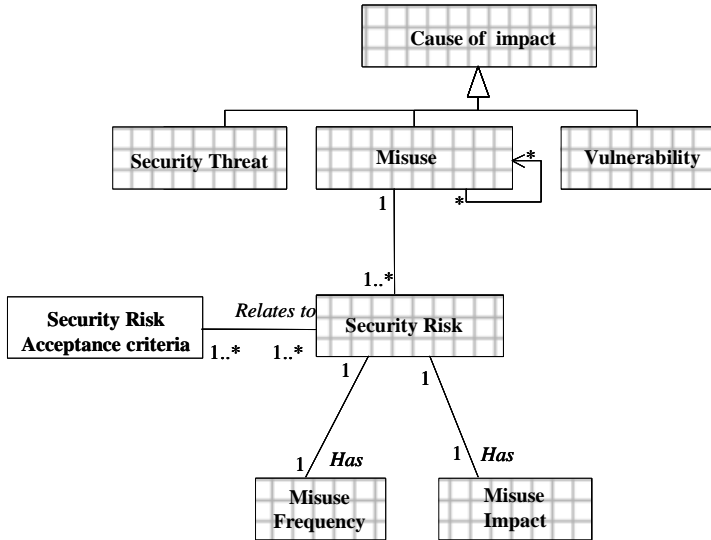 Cause of impact
Security Threat
Misuse
Vulnerability
*
*
1
1..*
Security Risk
Acceptance criteria
Relates to
Security Risk
1..*
1..*
1
1
1
Has
1
Has
Misuse
Frequency
Misuse
Impact